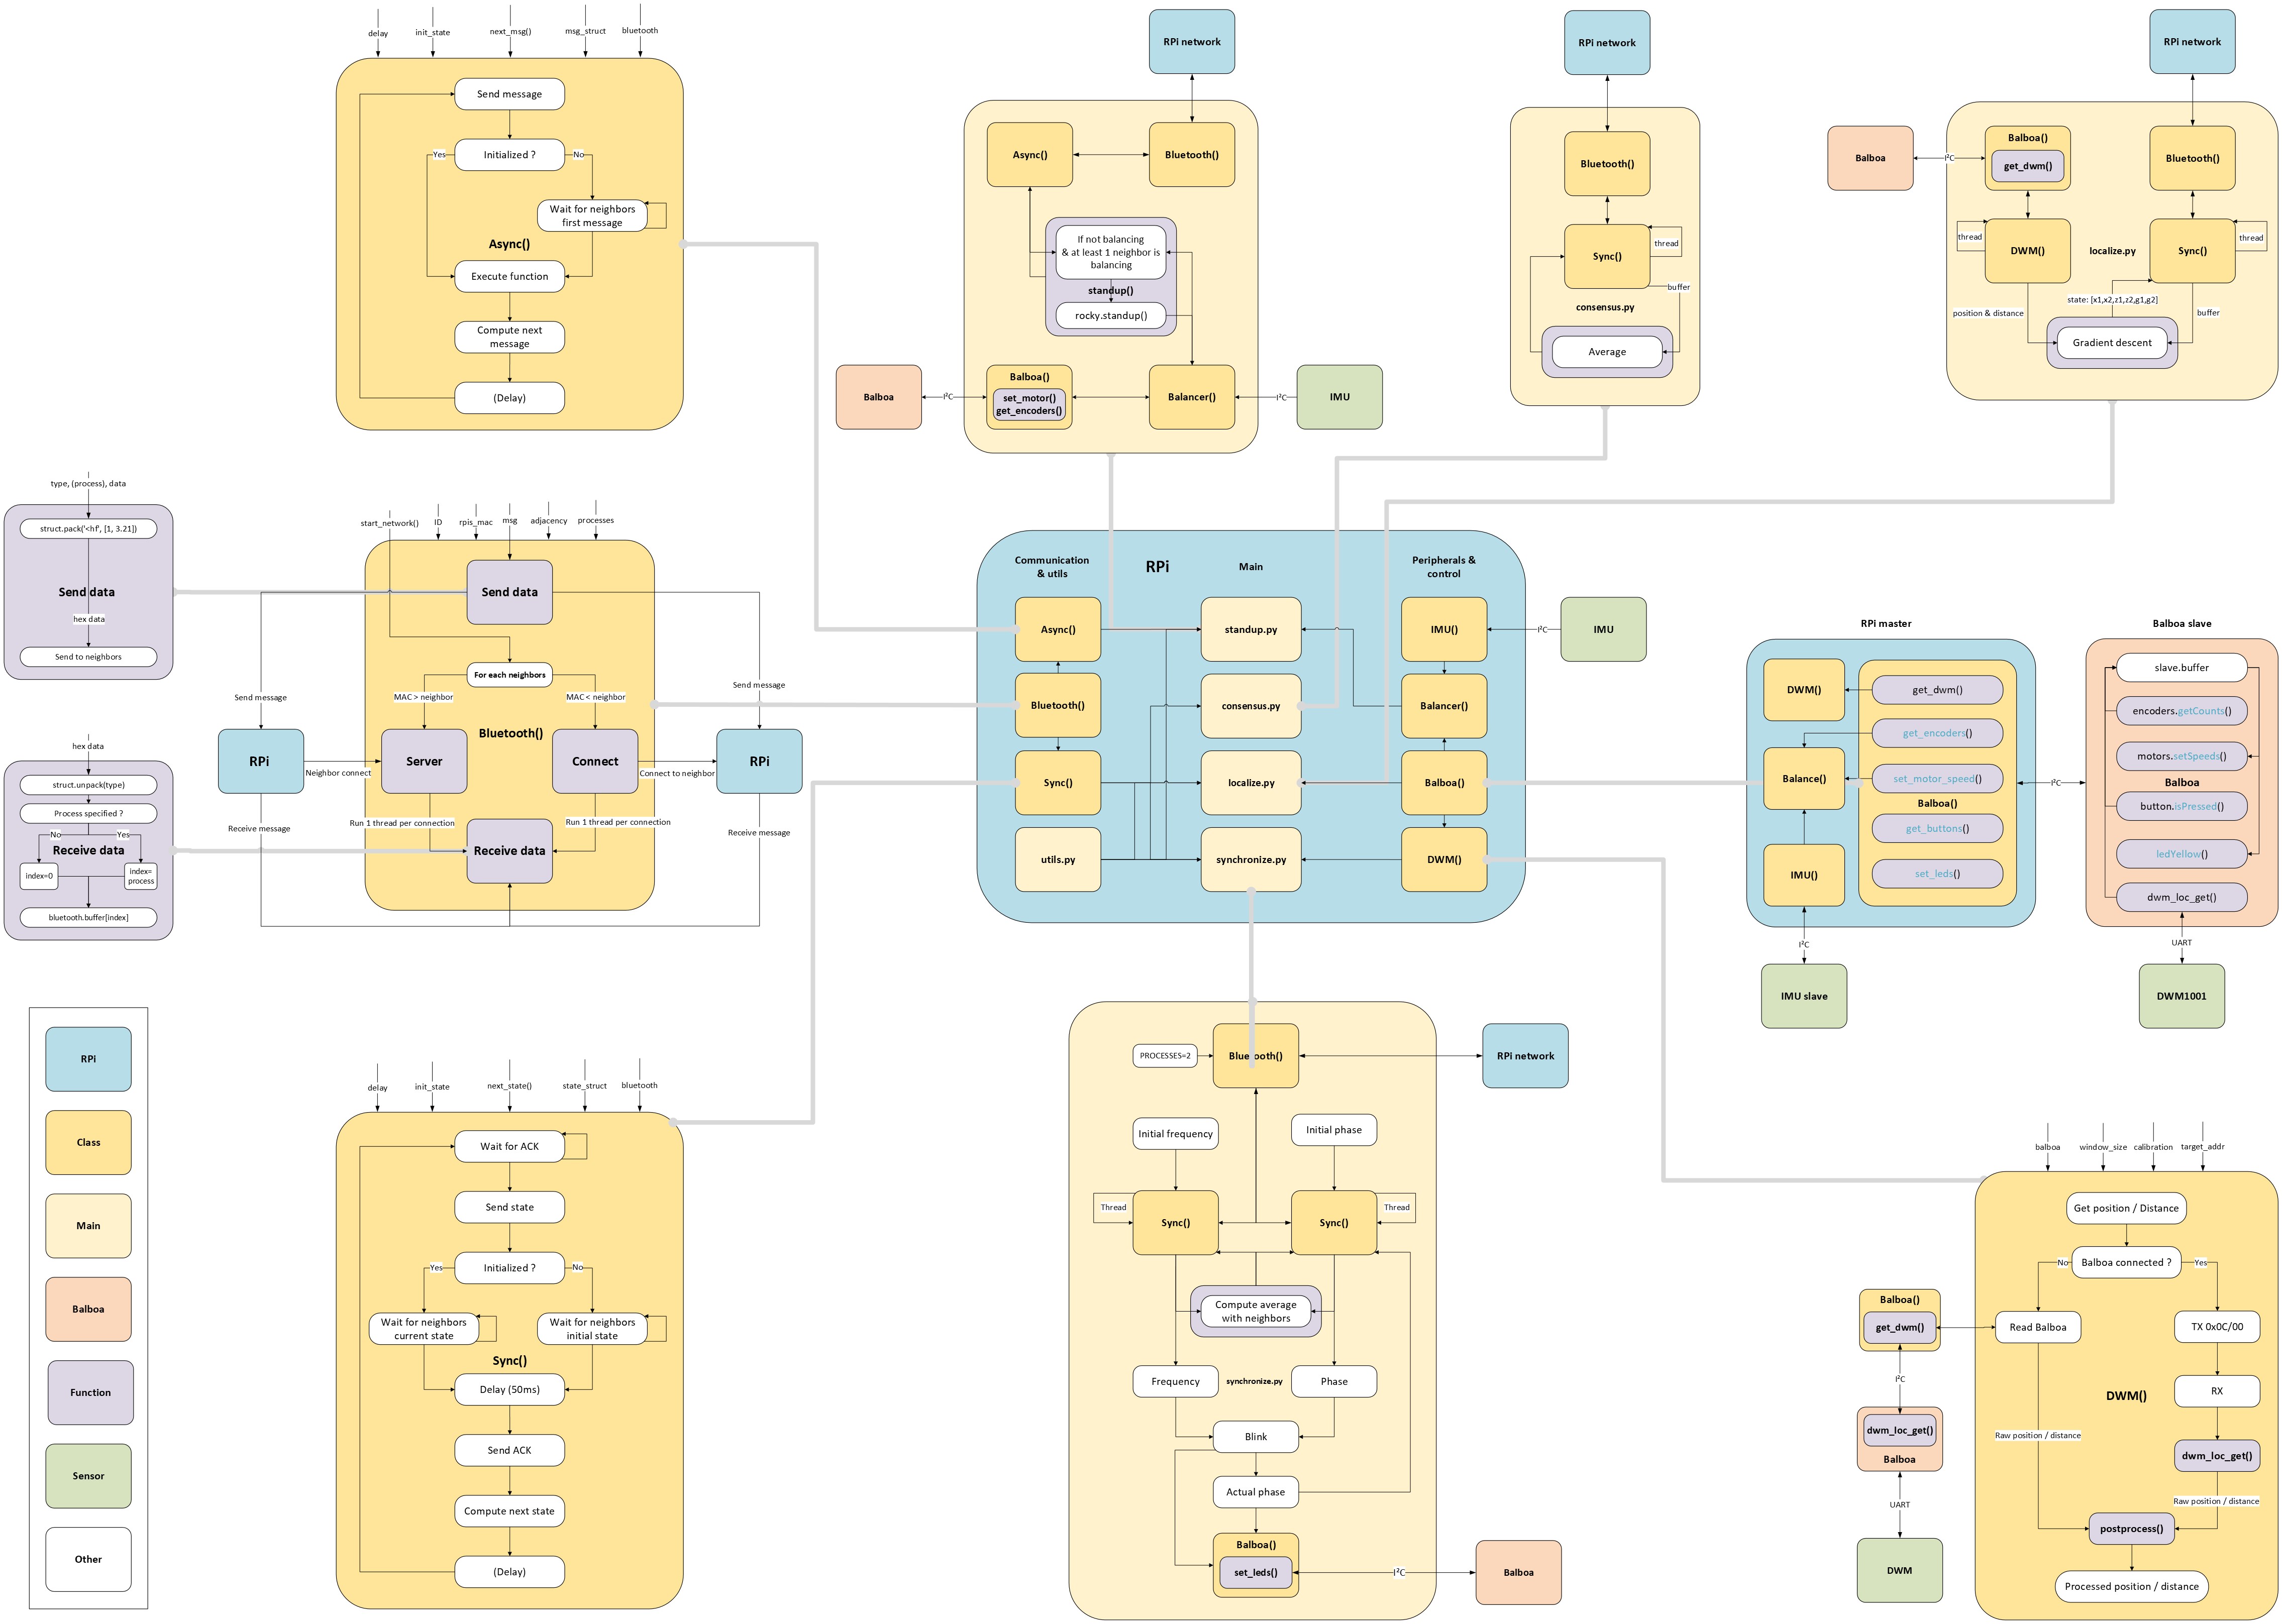 delay
init_state
next_msg()
msg_struct
bluetooth
Send message
Initialized ?
Yes
No
Wait for neighbors
first message
Async()
Execute function
Compute next
message
(Delay)
RPi network
Async()
Bluetooth()
If not balancing
& at least 1 neighbor is
balancing
standup()
rocky.standup()
Balboa
I²C
Balboa()
set_motor()
get_encoders()
Balancer()
I²C
IMU
RPi network
Bluetooth()
Sync()
thread
buffer
consensus.py
Average
RPi network
Balboa
I²C
Balboa()
get_dwm()
Bluetooth()
thread
DWM()
localize.py
Sync()
thread
state: [x1,x2,z1,z2,g1,g2]
position & distance
buffer
Gradient descent
type, (process), data
struct.pack('<hf', [1, 3.21])
Send data
hex data
Send to neighbors
hex data
struct.unpack(type)
Process specified ?
No
Yes
Receive data
index=0
index=
process
bluetooth.buffer[index]
start_network()
ID
rpis_mac
msg
adjacency
processes
Send data
For each neighbors
MAC > neighbor
MAC < neighbor
Send message
Send message
Bluetooth()
RPi
Neighbor connect
Server
Connect
Connect to neighbor
RPi
Run 1 thread per connection
Run 1 thread per connection
Receive message
Receive message
Receive data
Communication
& utils
RPi
Main
Peripherals &
control
Async()
standup.py
IMU()
I²C
IMU
Bluetooth()
consensus.py
Balancer()
Sync()
localize.py
Balboa()
utils.py
synchronize.py
DWM()
RPi master
DWM()
get_dwm()
get_encoders()
Balance()
set_motor_speed()
Balboa()
get_buttons()
IMU()
set_leds()
I²C
I²C
IMU slave
Balboa slave
slave.buffer
encoders.getCounts()
motors.setSpeeds()
Balboa
button.isPressed()
ledYellow()
dwm_loc_get()
UART
DWM1001
RPi
Class
Main
Balboa
Function
Sensor
Other
delay
init_state
next_state()
state_struct
bluetooth
Wait for ACK
Send state
Initialized ?
Yes
No
Wait for neighbors
current state
Wait for neighbors
initial state
Sync()
Delay (50ms)
Send ACK
Compute next state
(Delay)
PROCESSES=2
Bluetooth()
RPi network
Initial frequency
Initial phase
Thread
Sync()
Sync()
Thread
Compute average
with neighbors
Frequency
synchronize.py
Phase
Blink
Actual phase
Balboa()
set_leds()
I²C
Balboa
balboa
window_size
calibration
target_addr
Get position / Distance
Balboa connected ?
No
Yes
Balboa()
get_dwm()
Read Balboa
TX 0x0C/00
I²C
RX
DWM()
dwm_loc_get()
Balboa
Raw position / distance
dwm_loc_get()
Raw position / distance
UART
postprocess()
DWM
Processed position / distance